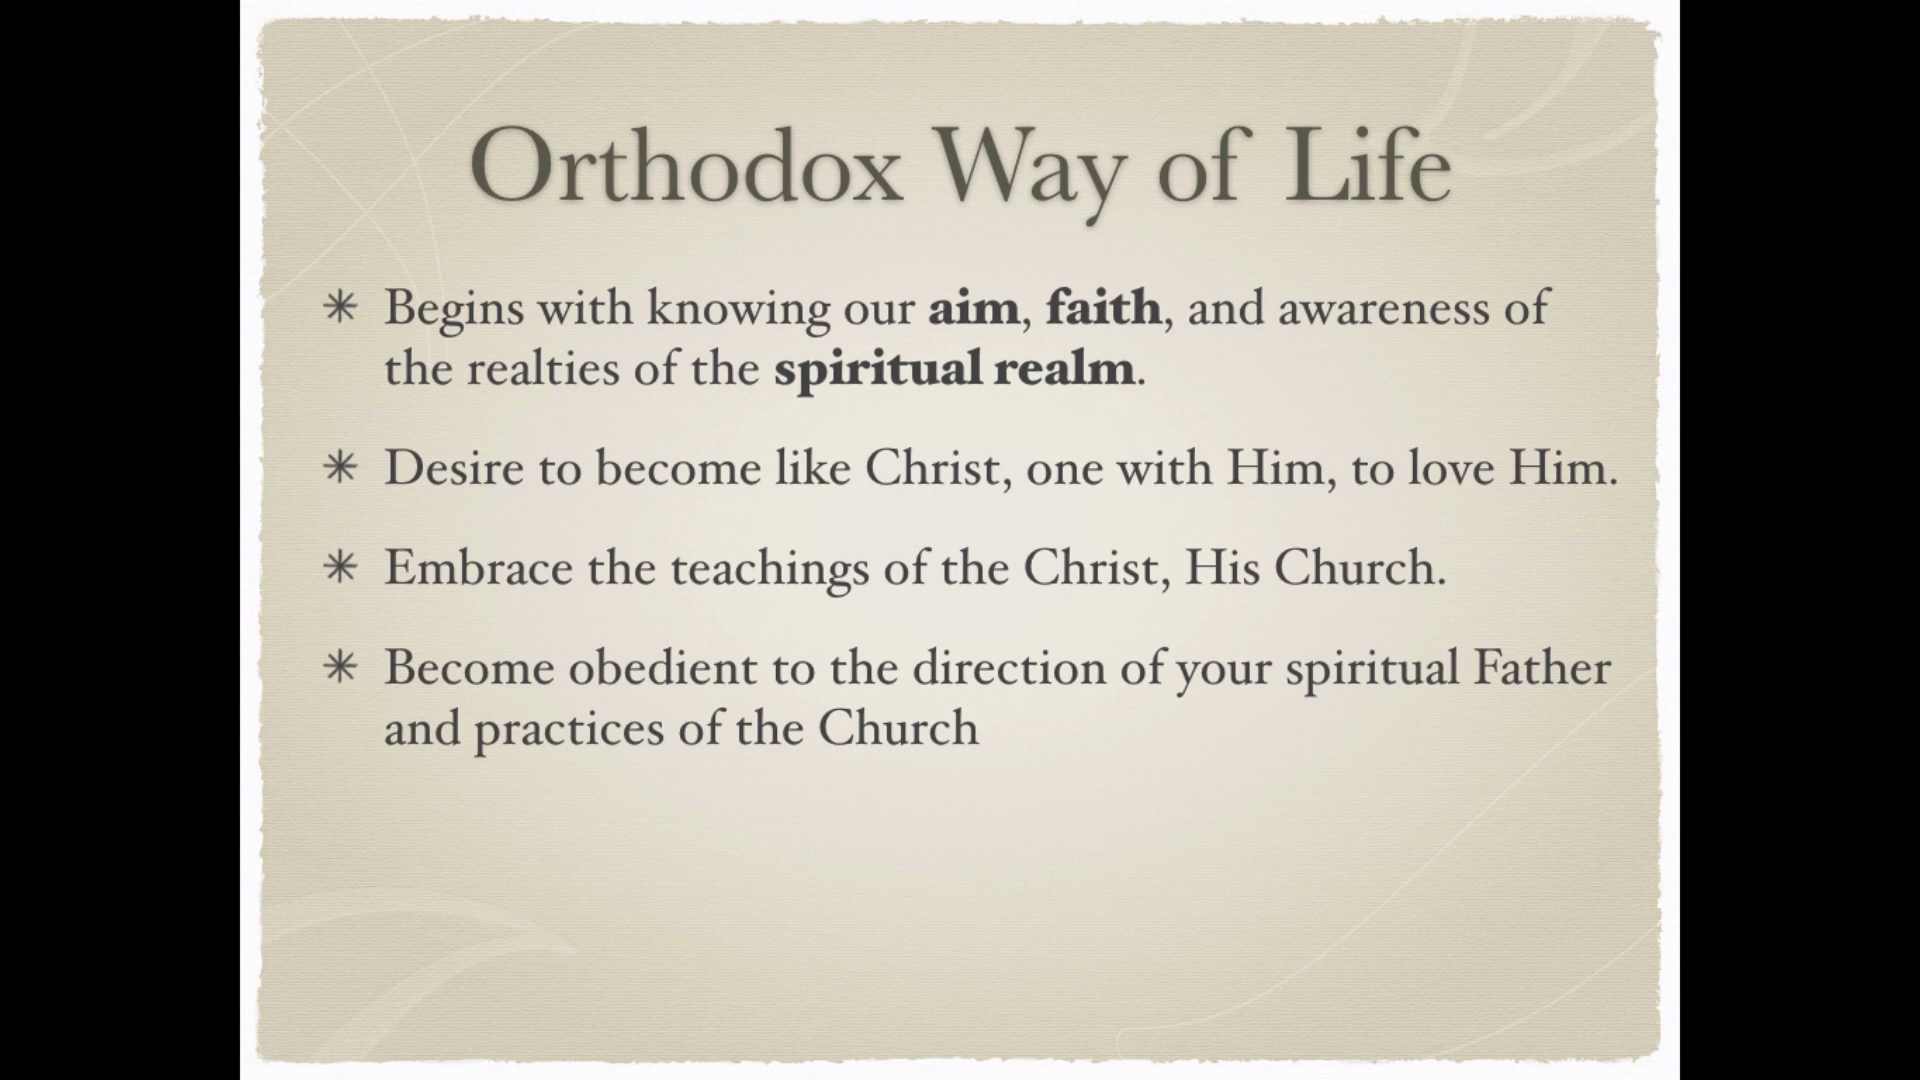 Orthodox Way of Life
✳ Begins with knowing our aim, faith, and awareness of
the realties of the spiritual realm.
✳ Desire to become like Christ, one with Him, to love Him.
✳ Embrace the teachings of the Christ, His Church.
✳ Become obedient to the direction of your spiritual Father
and practices of the Church